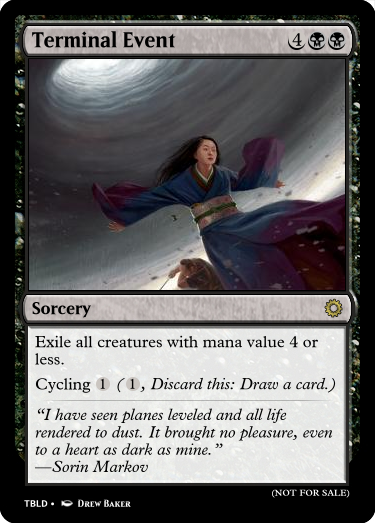 Terminal Event 4
Sorcery
Exile all creatures with mana value 4 or
less.
Cycling 1 (1, Discard this: Draw a card.)
“I have seen planes leveled and all life
rendered to dust. It brought no pleasure, even
to a heart as dark as mine.”
—Sorin Markov
(NOT FOR SALE)
TBLD • DREW BAKER